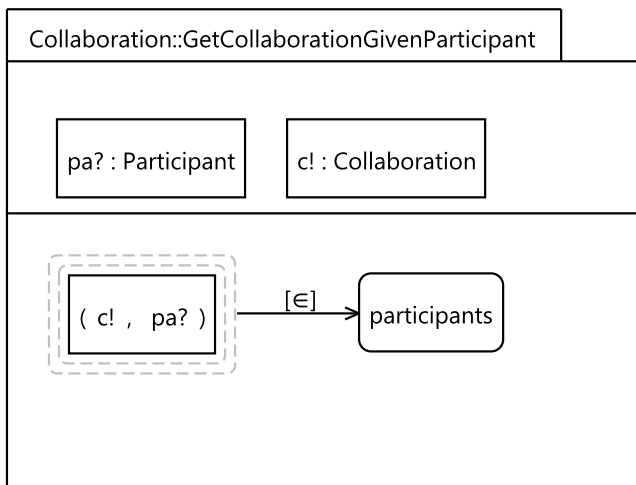 Collaboration::GetCollaborationGivenParticipant
pa? : Participant
c! : Collaboration
( c! , pa? )
[∈]
participants